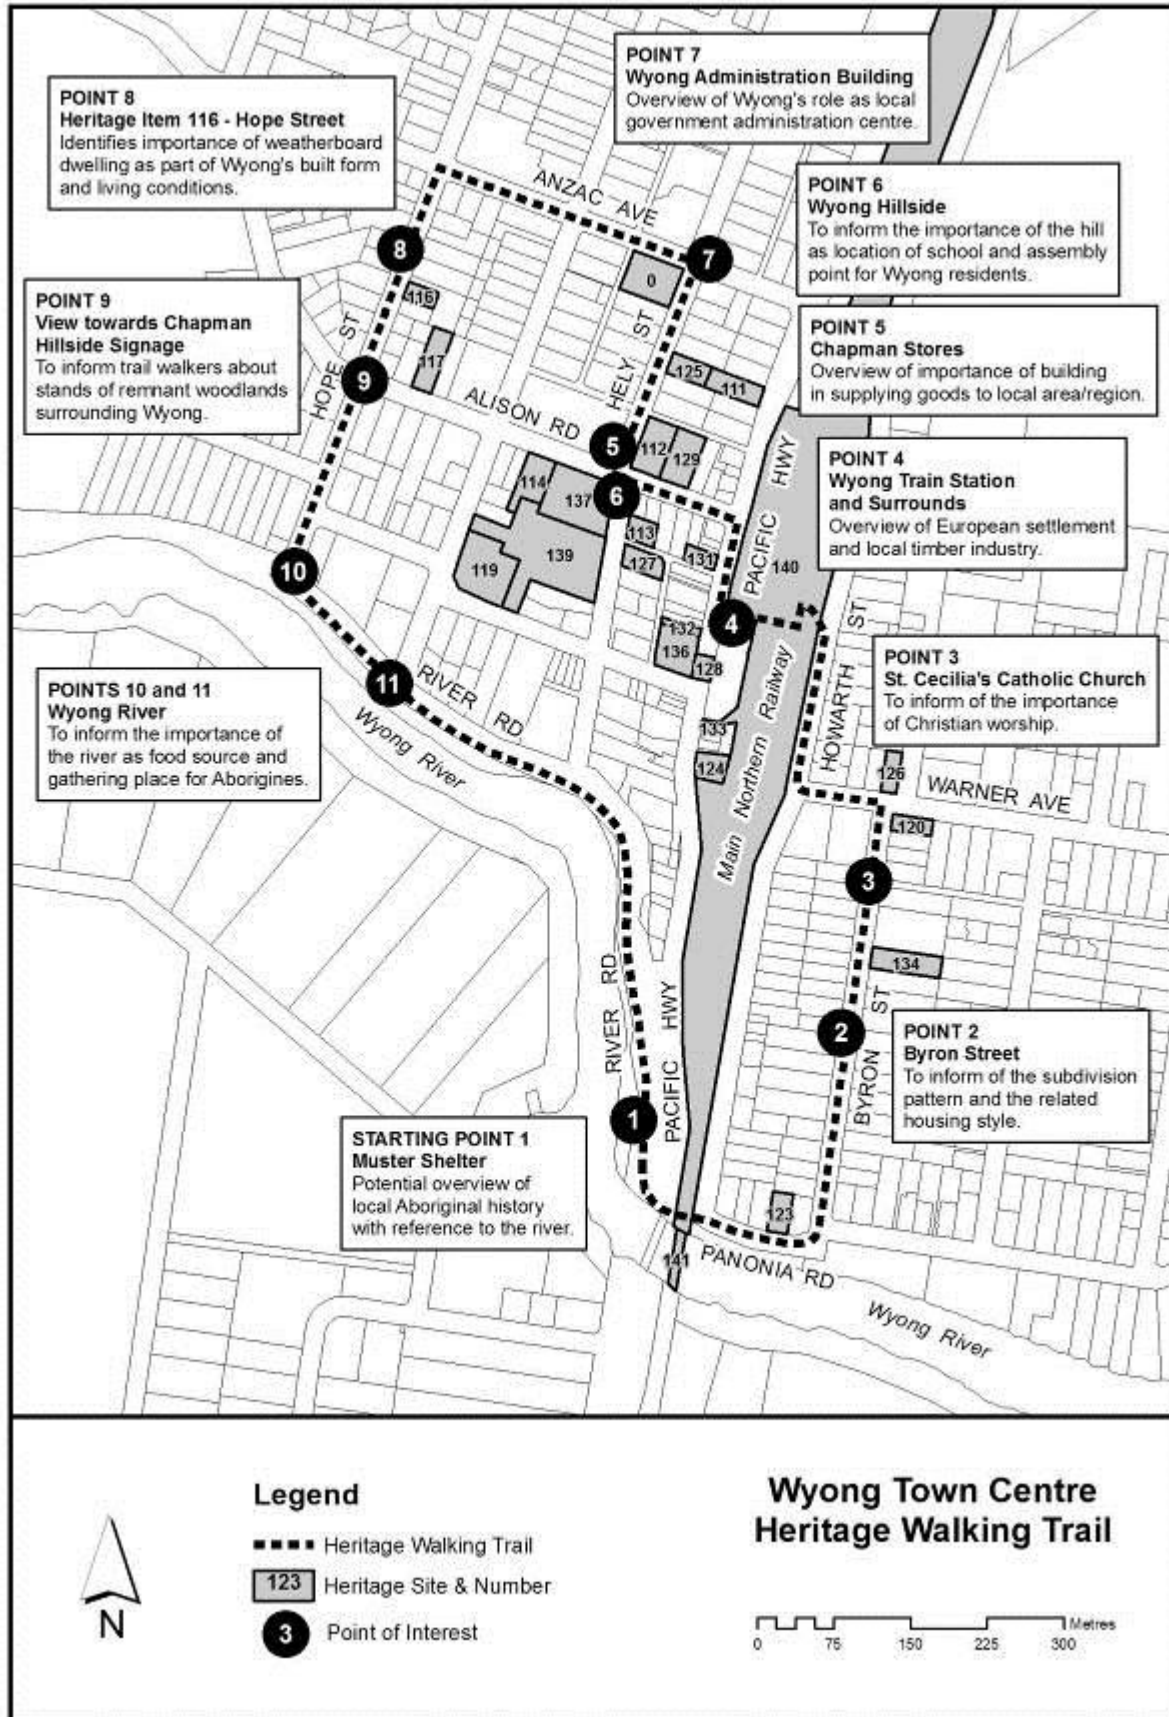 POINT 7
Wyong Administration Building
Overview of Wyong's role as local
government administration centre.
POINT 8
Heritage Item 116 - Hope Street
Identifies importance of weatherboard
dwelling as part of Wyong's built form
and living conditions.
POINT 6
Wyong Hillside
To inform the importance of the hill
as location of school and assembly
point for Wyong residents.
POINT 9
View towards Chapman
Hillside Signage
To inform trail walkers about
stands of remnant woodlands
surrounding Wyong.
POINT 5
Chapman Stores
Overview of importance of building
in supplying goods to local area/region.
POINT 4
Wyong Train Station
and Surrounds
Overview of European settlement
and local timber industry.
POINT 3
St. Cecilia's Catholic Church
To inform of the importance
of Christian worship.
POINTS 10 and 11
Wyong River
To inform the importance of
the river as food source and
gathering place for Aborigines.
POINT 2
Byron Street
To inform of the subdivision
pattern and the related
housing style.
STARTING POINT 1
Muster Shelter
Potential overview of
local Aboriginal history
with reference to the river.
ANZAC AVE
8
7
0
116
HOPE ST
HELY ST
117
9
125
111
ALISON RD
5
112
129
PACIFIC HWY
6
114
137
113
131
127
139
119
140
10
4
132
136
128
HOWARTH ST
11
RIVER RD
Wyong River
133
124
Main Northern Railway
126
WARNER AVE
120
3
134
RIVER RD
PACIFIC HWY
2
BYRON ST
1
123
141
PANONIA RD
Wyong River
Legend
Heritage Walking Trail
123 Heritage Site & Number
3 Point of Interest
N
Wyong Town Centre
Heritage Walking Trail
Metres
0 75 150 225 300